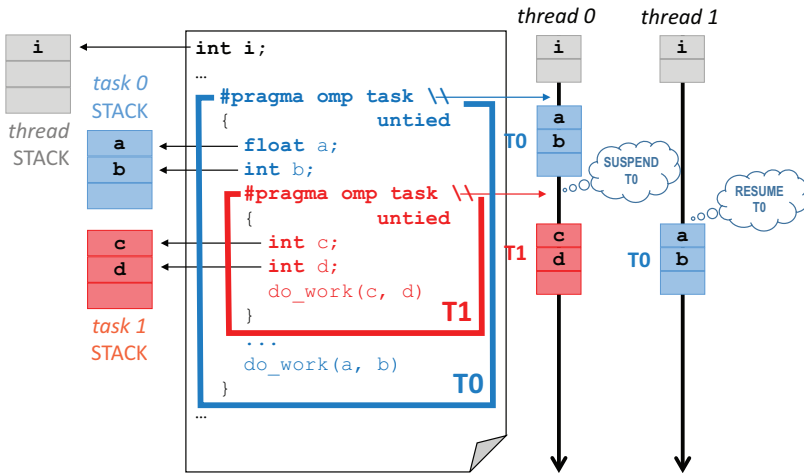 thread 0
thread 1
i
int i;
i
i
…
task 0
STACK
#pragma omp task \\
{ untied
thread
STACK
a
float a;
T0
a
b
int b;
b
SUSPEND
T0
#pragma omp task \\
RESUME
T0
{ untied
c
int c;
T1
c
T0
a
d
int d;
d
b
do_work(c, d)
} T1
task 1
STACK
...
do_work(a, b)
} T0
…